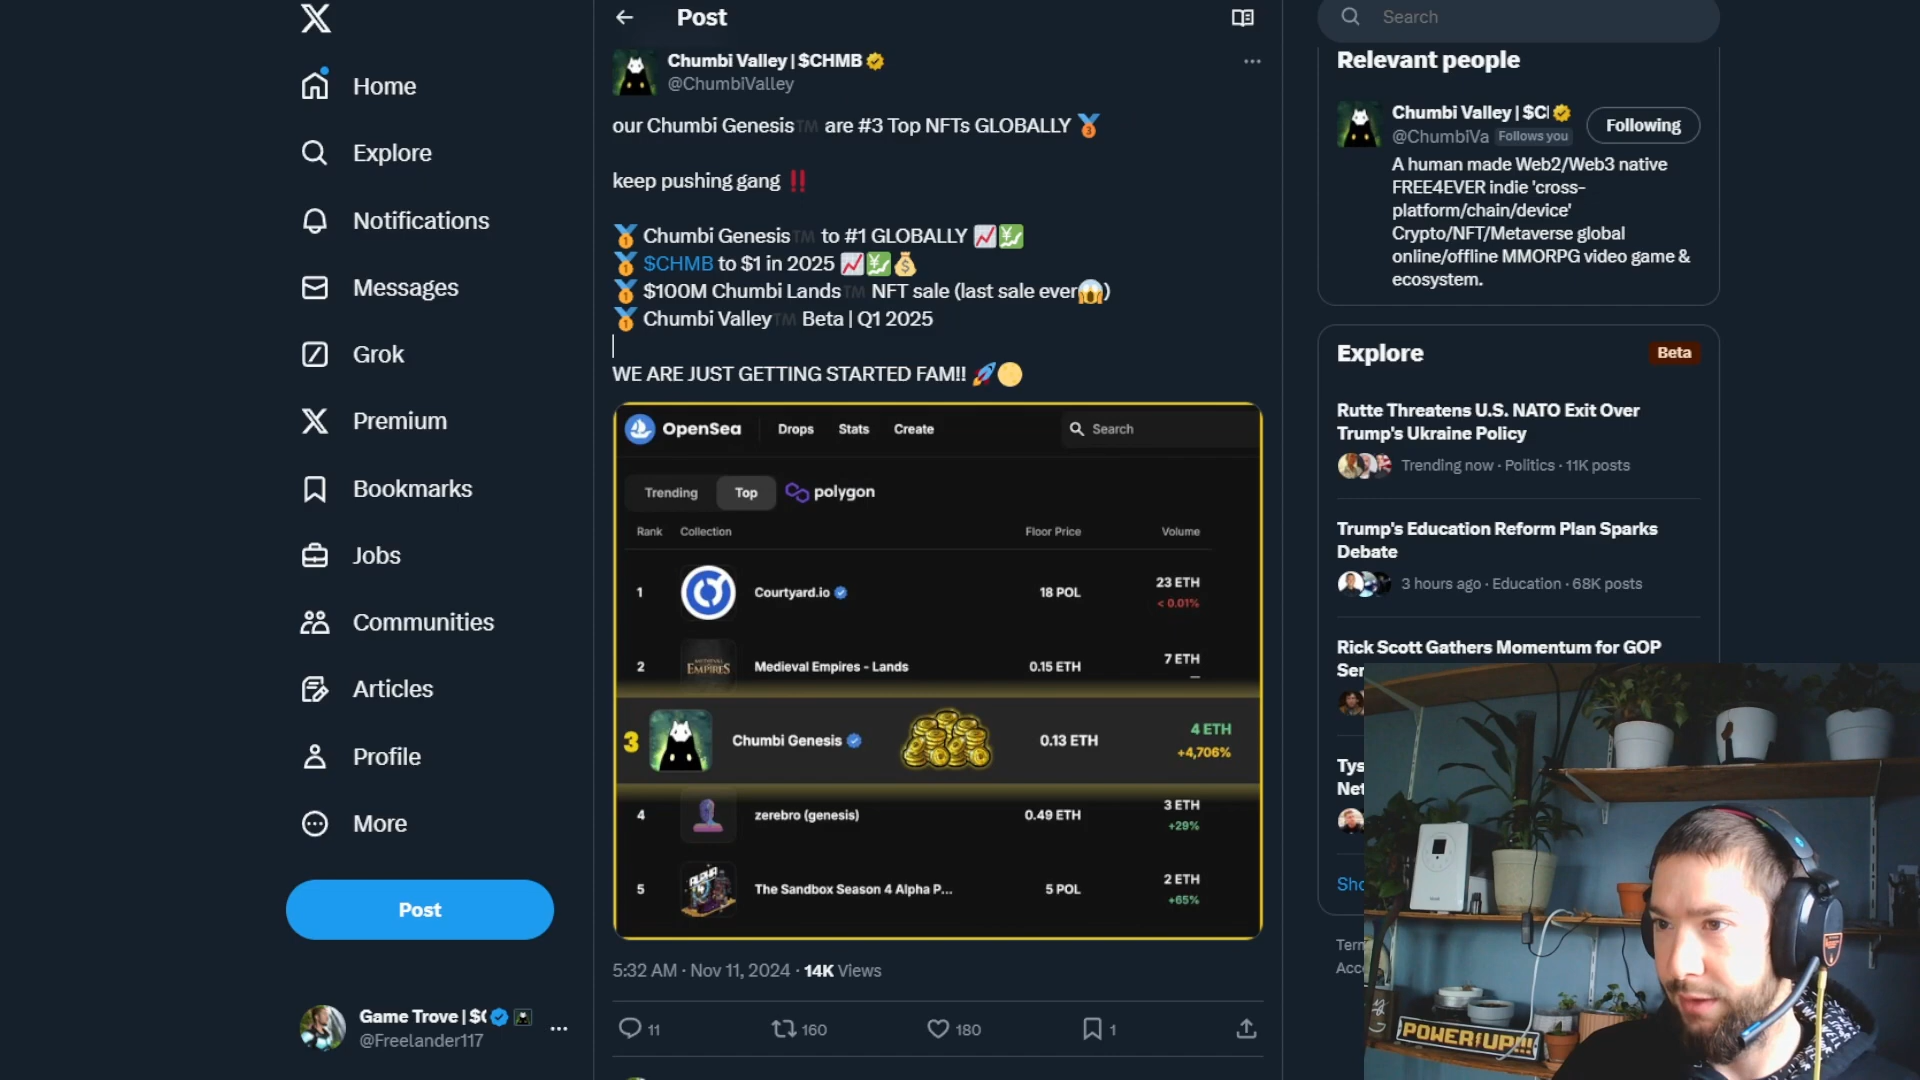 Home
Explore
Notifications
Messages
Grok
Premium
Bookmarks
Jobs
Communities
Articles
Profile
More
Post
Game Trove | $
@Freelander117
Post
Chumbi Valley | $CHMB
@ChumbiValley
our Chumbi Genesis™ are #3 Top NFTs GLOBALLY 🥉
keep pushing gang ‼️
🥇 Chumbi Genesis™ to #1 GLOBALLY 📈💹
🥇 $CHMB to $1 in 2025 📈💹💰
🥇 $100M Chumbi Lands™ NFT sale (last sale ever😱)
🥇 Chumbi Valley™ Beta | Q1 2025
WE ARE JUST GETTING STARTED FAM!! 🚀🌕
OpenSea Drops Stats Create Search
Trending Top polygon
Rank Collection Floor Price Volume
1 Courtyard.io 18 POL 23 ETH
< 0.01%
2 EMPIRES Medieval Empires - Lands 0.15 ETH 7 ETH
—
3 Chumbi Genesis 0.13 ETH 4 ETH
+4,706%
4 zerebro (genesis) 0.49 ETH 3 ETH
+29%
5 ALPHA The Sandbox Season 4 Alpha P... 5 POL 2 ETH
+65%
5:32 AM · Nov 11, 2024 · 14K Views
11 160 180 1
Search
Relevant people
Chumbi Valley | $C
@ChumbiVa Follows you
Following
A human made Web2/Web3 native
FREE4EVER indie 'cross-
platform/chain/device'
Crypto/NFT/Metaverse global
online/offline MMORPG video game &
ecosystem.
Explore Beta
Rutte Threatens U.S. NATO Exit Over
Trump's Ukraine Policy
Trending now · Politics · 11K posts
Trump's Education Reform Plan Sparks
Debate
3 hours ago · Education · 68K posts
Rick Scott Gathers Momentum for GOP
Ser
Tys
Net
Sho
Term
Acc
POWER UP!!!